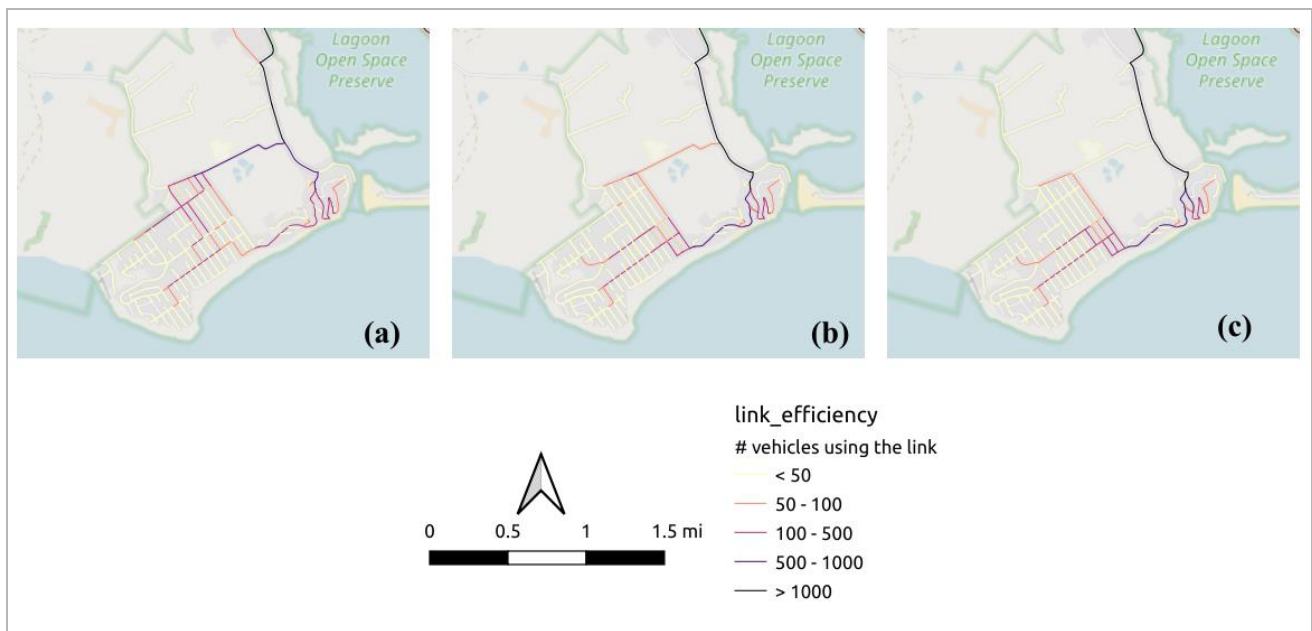 Lagoon
Open Space
Preserve
(a)
Lagoon
Open Space
Preserve
(b)
Lagoon
Open Space
Preserve
(c)
link_efficiency
# vehicles using the link
< 50
50 - 100
100 - 500
500 - 1000
> 1000
0 0.5 1 1.5 mi